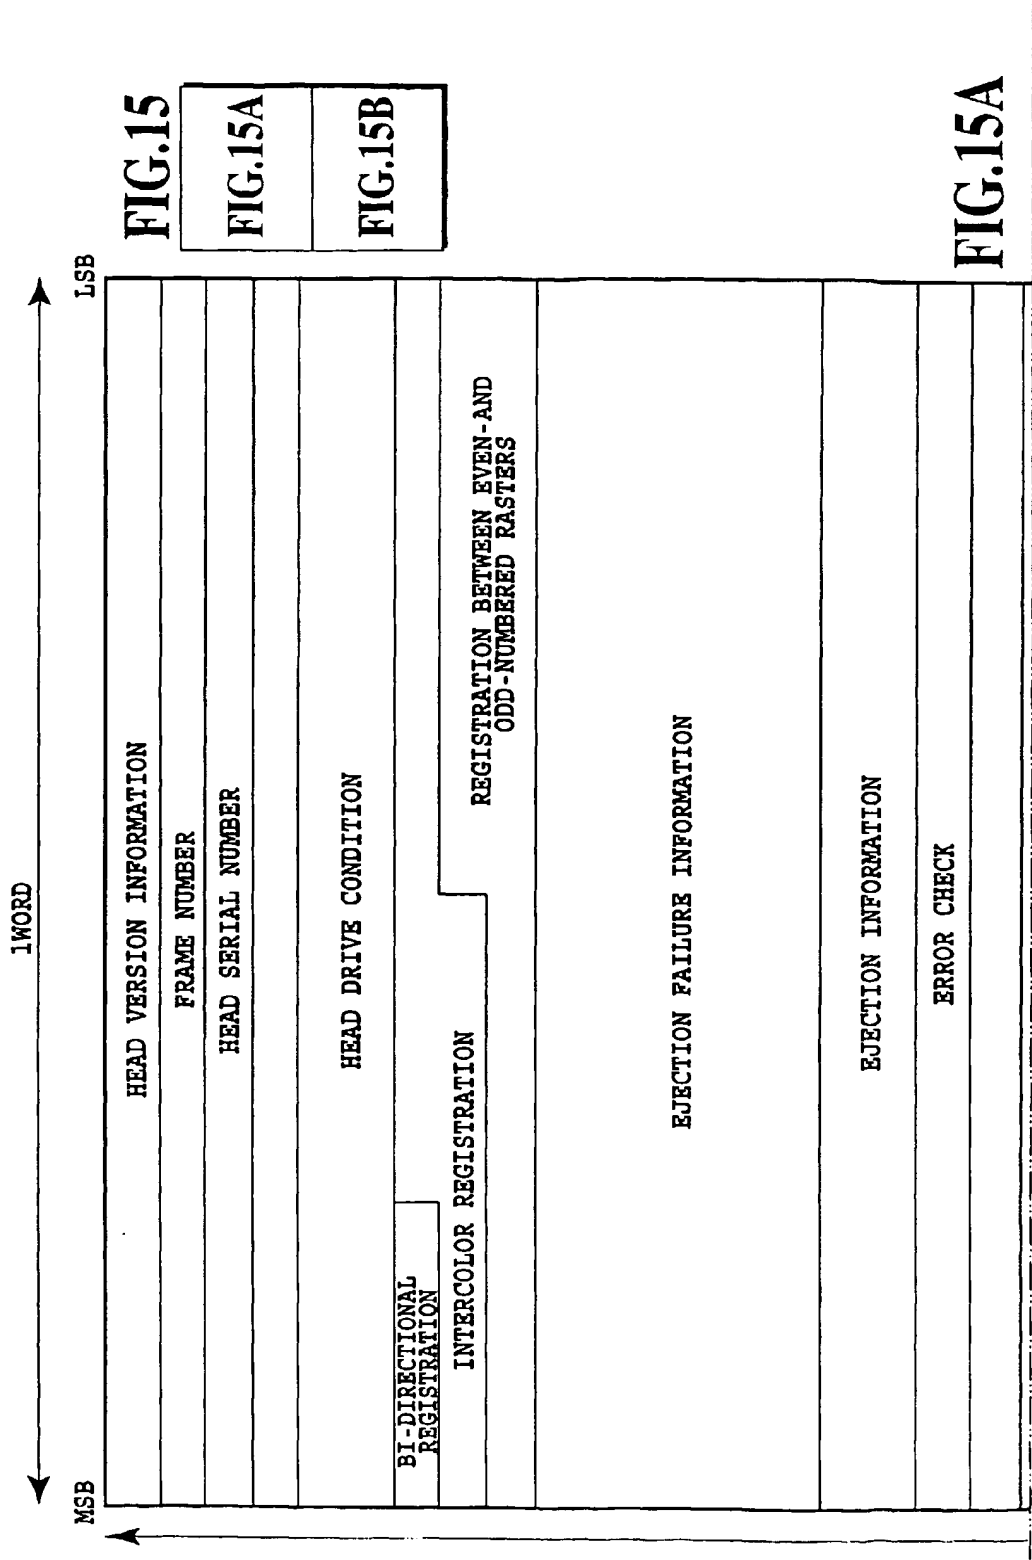 1WORD
MSB
LSB
HEAD VERSION INFORMATION
FRAME NUMBER
HEAD SERIAL NUMBER
HEAD DRIVE CONDITION
BI-DIRECTIONAL
REGISTRATION
INTERCOLOR REGISTRATION
REGISTRATION BETWEEN EVEN-AND
ODD-NUMBERED RASTERS
EJECTION FAILURE INFORMATION
EJECTION INFORMATION
ERROR CHECK
FIG.15
FIG.15A
FIG.15B
FIG.15A